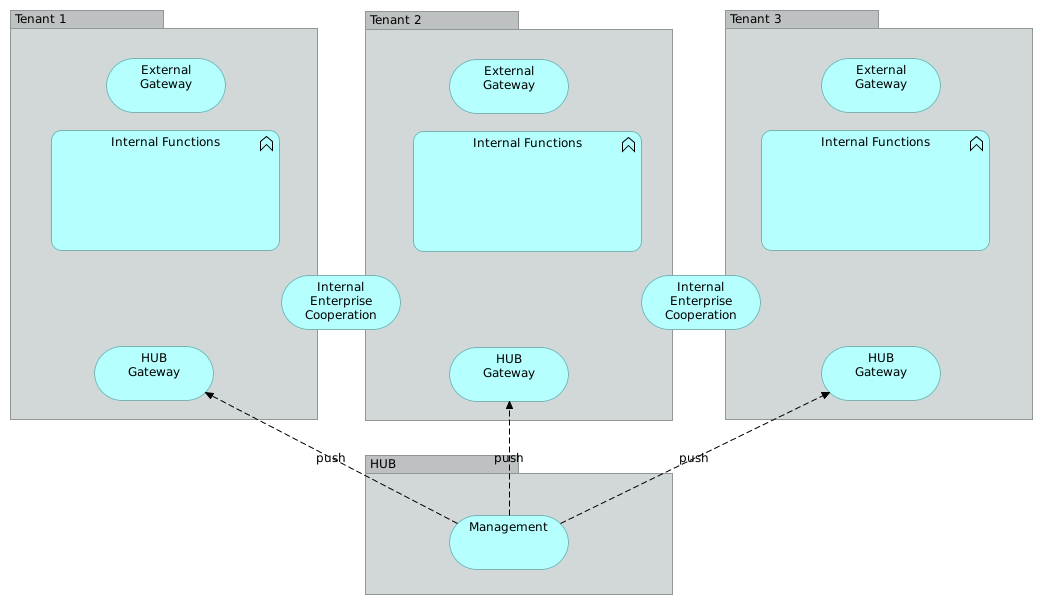 Tenant 1
External
Gateway
Internal Functions
HUB
Gateway
Tenant 2
External
Gateway
Internal Functions
HUB
Gateway
Tenant 3
External
Gateway
Internal Functions
HUB
Gateway
Internal
Enterprise
Cooperation
Internal
Enterprise
Cooperation
push
push
push
HUB
Management